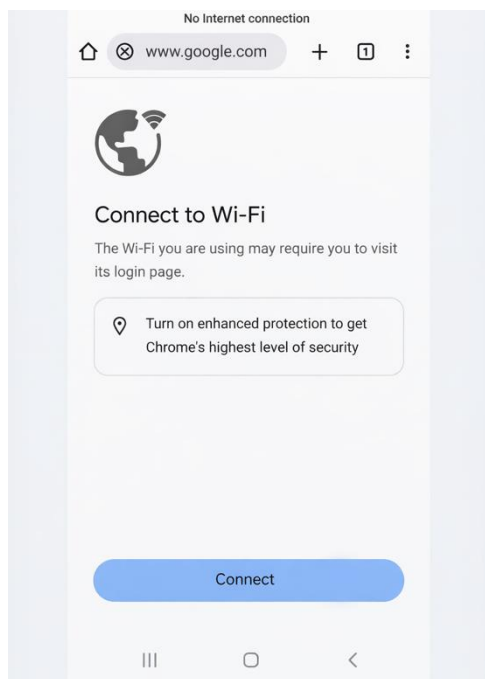 No Internet connection
www.google.com
1
Connect to Wi-Fi
The Wi-Fi you are using may require you to visit
its login page.
Turn on enhanced protection to get
Chrome's highest level of security
Connect